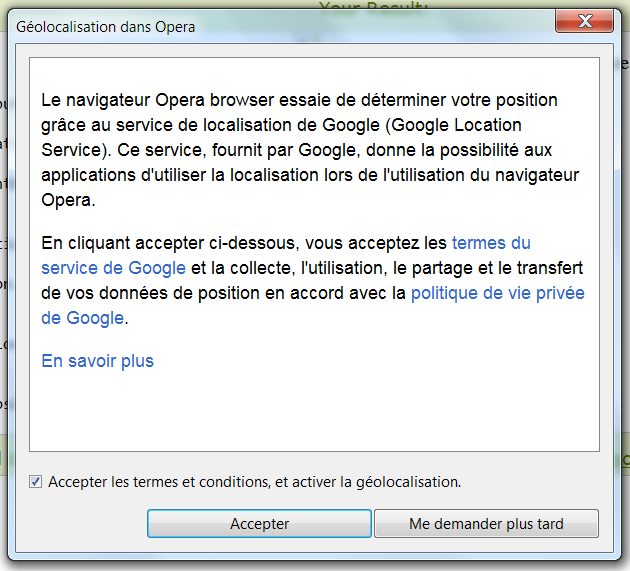 Your Result:
Géolocalisation dans Opera
Le navigateur Opera browser essaie de déterminer votre position
grâce au service de localisation de Google (Google Location
Service). Ce service, fournit par Google, donne la possibilité aux
applications d'utiliser la localisation lors de l'utilisation du navigateur
Opera.
En cliquant accepter ci-dessous, vous acceptez les termes du
service de Google et la collecte, l'utilisation, le partage et le transfert
de vos données de position en accord avec la politique de vie privée
de Google.
En savoir plus
Accepter les termes et conditions, et activer la géolocalisation.
Accepter
Me demander plus tard